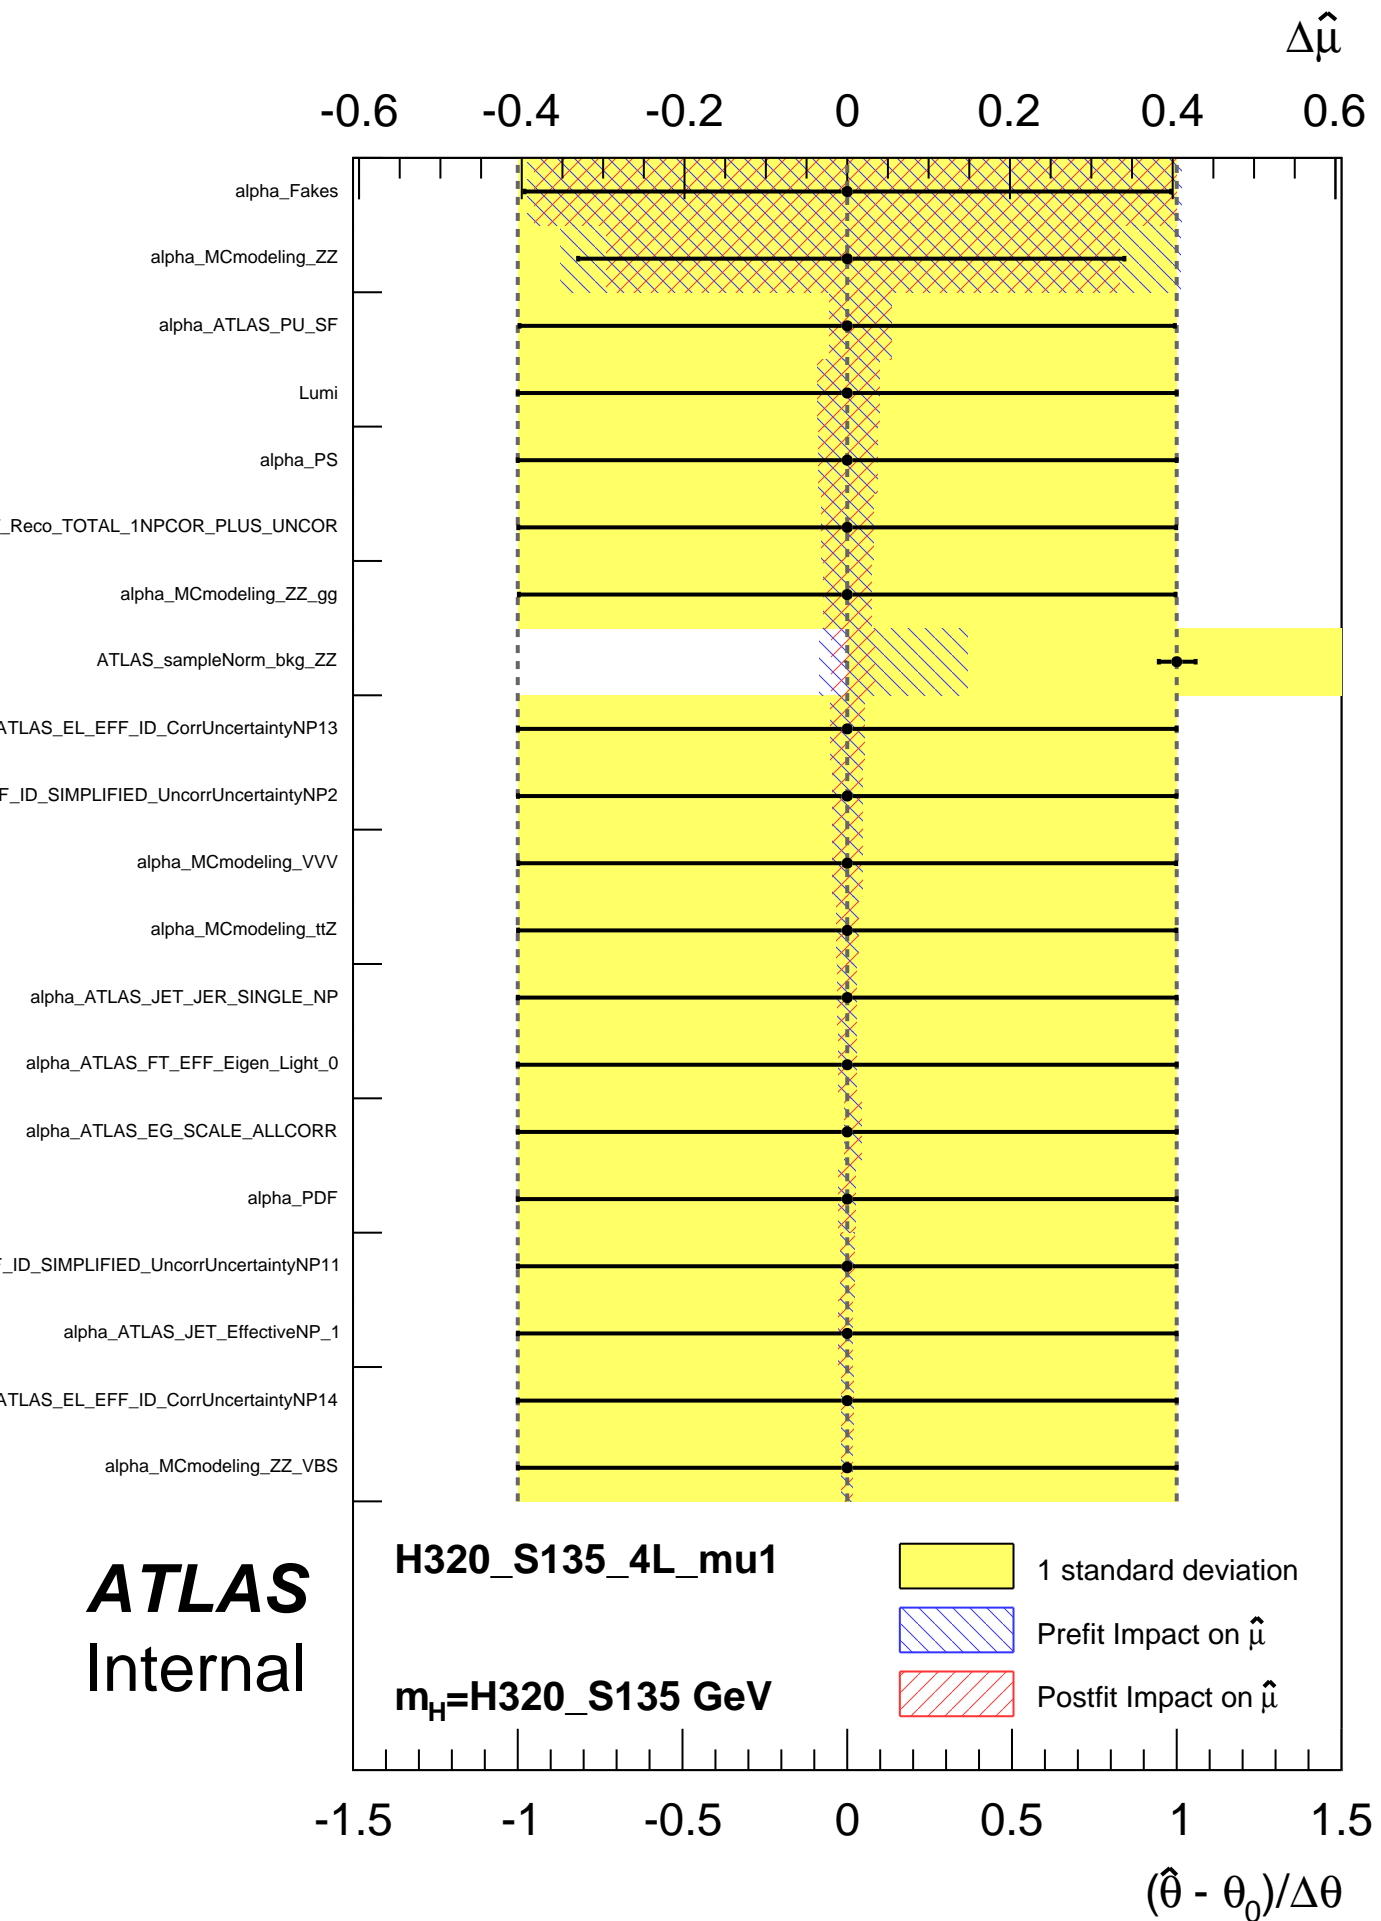 Δμ̂
-0.6 -0.4 -0.2 0 0.2 0.4 0.6
alpha_Fakes
alpha_MCmodeling_ZZ
alpha_ATLAS_PU_SF
Lumi
alpha_PS
_Reco_TOTAL_1NPCOR_PLUS_UNCOR
alpha_MCmodeling_ZZ_gg
ATLAS_sampleNorm_bkg_ZZ
ATLAS_EL_EFF_ID_CorrUncertaintyNP13
F_ID_SIMPLIFIED_UncorrUncertaintyNP2
alpha_MCmodeling_VVV
alpha_MCmodeling_ttZ
alpha_ATLAS_JET_JER_SINGLE_NP
alpha_ATLAS_FT_EFF_Eigen_Light_0
alpha_ATLAS_EG_SCALE_ALLCORR
alpha_PDF
F_ID_SIMPLIFIED_UncorrUncertaintyNP11
alpha_ATLAS_JET_EffectiveNP_1
ATLAS_EL_EFF_ID_CorrUncertaintyNP14
alpha_MCmodeling_ZZ_VBS
ATLAS
Internal
H320_S135_4L_mu1
m_H=H320_S135 GeV
1 standard deviation
Prefit Impact on μ̂
Postfit Impact on μ̂
-1.5 -1 -0.5 0 0.5 1 1.5
(θ̂ - θ₀)/Δθ